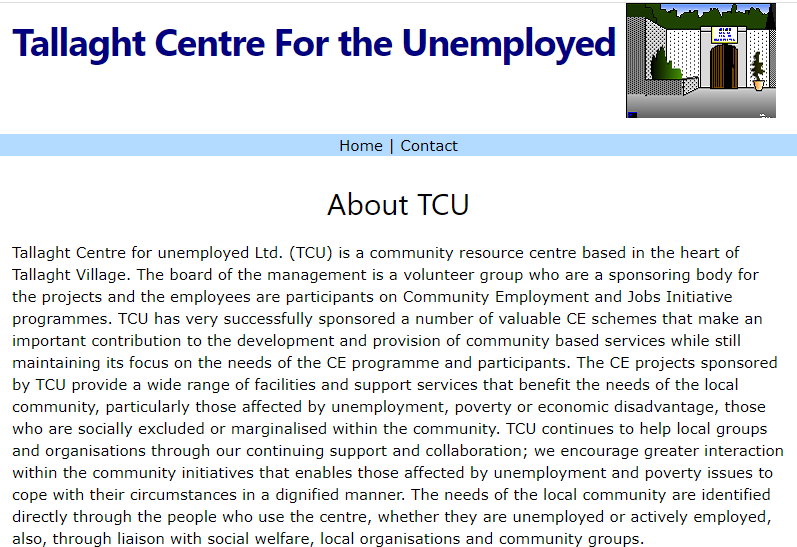 Tallaght Centre For the Unemployed
Home | Contact
About TCU
Tallaght Centre for unemployed Ltd. (TCU) is a community resource centre based in the heart of
Tallaght Village. The board of the management is a volunteer group who are a sponsoring body for
the projects and the employees are participants on Community Employment and Jobs Initiative
programmes. TCU has very successfully sponsored a number of valuable CE schemes that make an
important contribution to the development and provision of community based services while still
maintaining its focus on the needs of the CE programme and participants. The CE projects sponsored
by TCU provide a wide range of facilities and support services that benefit the needs of the local
community, particularly those affected by unemployment, poverty or economic disadvantage, those
who are socially excluded or marginalised within the community. TCU continues to help local groups
and organisations through our continuing support and collaboration; we encourage greater interaction
within the community initiatives that enables those affected by unemployment and poverty issues to
cope with their circumstances in a dignified manner. The needs of the local community are identified
directly through the people who use the centre, whether they are unemployed or actively employed,
also, through liaison with social welfare, local organisations and community groups.